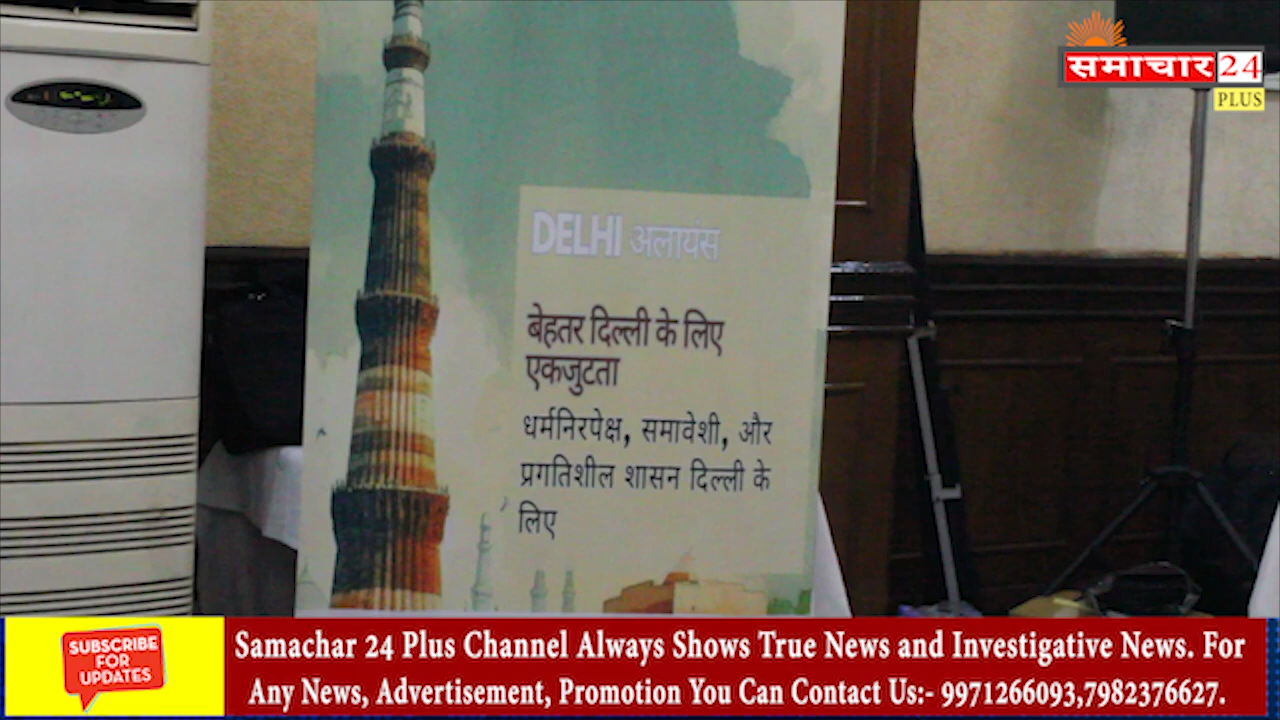 समाचार 24
PLUS
DELHI अलायंस
बेहतर दिल्ली के लिए
एकजुटता
धर्मनिरपेक्ष, समावेशी, और
प्रगतिशील शासन दिल्ली के
लिए
SUBSCRIBE
FOR
UPDATES
Samachar 24 Plus Channel Always Shows True News and Investigative News. For
Any News, Advertisement, Promotion You Can Contact Us:- 9971266093,7982376627.